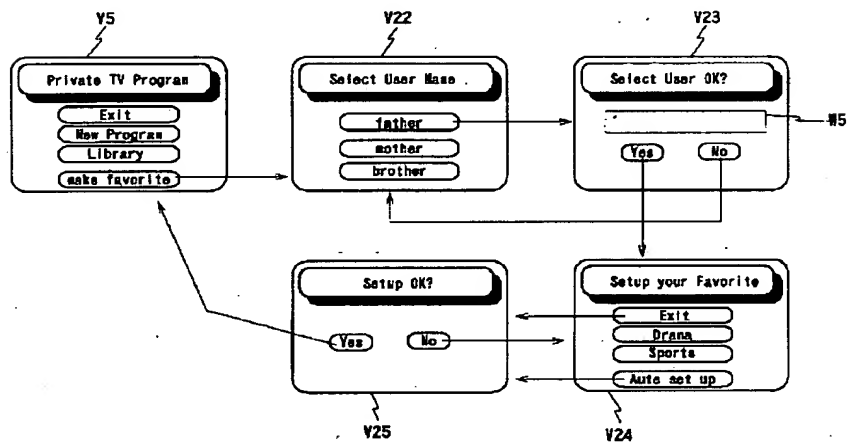 V5
V22
V23
Private TV Program
Exit
New Program
Library
make favorite
Select User Name
father
mother
brother
Select User OK?
W5
Yes
No
Setup OK?
Yes
No
V25
Setup your Favorite
Exit
Drama
Sports
Auto set up
V24